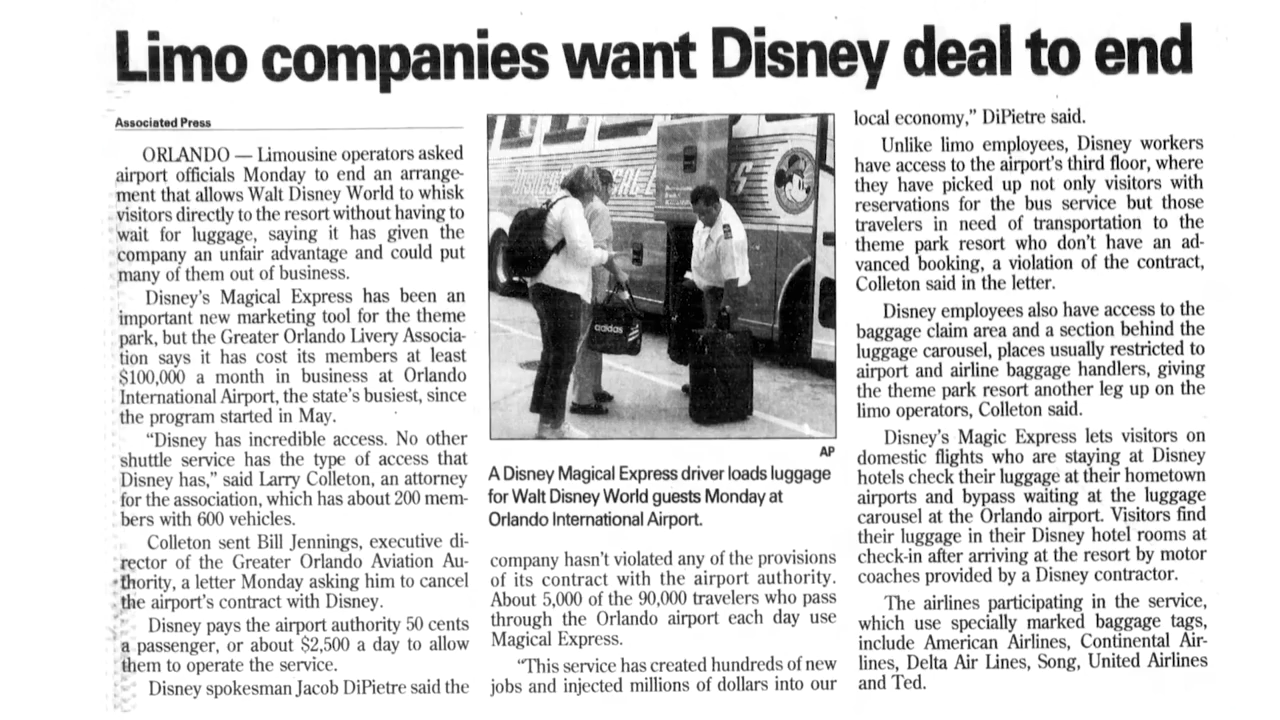 Limo companies want Disney deal to end
Associated Press
ORLANDO — Limousine operators asked
airport officials Monday to end an arrange-
ment that allows Walt Disney World to whisk
visitors directly to the resort without having to
wait for luggage, saying it has given the
company an unfair advantage and could put
many of them out of business.
Disney's Magical Express has been an
important new marketing tool for the theme
park, but the Greater Orlando Livery Associa-
tion says it has cost its members at least
$100,000 a month in business at Orlando
International Airport, the state's busiest, since
the program started in May.
“Disney has incredible access. No other
shuttle service has the type of access that
Disney has,” said Larry Colleton, an attorney
for the association, which has about 200 mem-
bers with 600 vehicles.
Colleton sent Bill Jennings, executive di-
rector of the Greater Orlando Aviation Au-
thority, a letter Monday asking him to cancel
the airport's contract with Disney.
Disney pays the airport authority 50 cents
a passenger, or about $2,500 a day to allow
them to operate the service.
Disney spokesman Jacob DiPietre said the
Disney's
adidas
AP
A Disney Magical Express driver loads luggage
for Walt Disney World guests Monday at
Orlando International Airport.
company hasn't violated any of the provisions
of its contract with the airport authority.
About 5,000 of the 90,000 travelers who pass
through the Orlando airport each day use
Magical Express.
“This service has created hundreds of new
jobs and injected millions of dollars into our
local economy,” DiPietre said.
Unlike limo employees, Disney workers
have access to the airport's third floor, where
they have picked up not only visitors with
reservations for the bus service but those
travelers in need of transportation to the
theme park resort who don't have an ad-
vanced booking, a violation of the contract,
Colleton said in the letter.
Disney employees also have access to the
baggage claim area and a section behind the
luggage carousel, places usually restricted to
airport and airline baggage handlers, giving
the theme park resort another leg up on the
limo operators, Colleton said.
Disney's Magic Express lets visitors on
domestic flights who are staying at Disney
hotels check their luggage at their hometown
airports and bypass waiting at the luggage
carousel at the Orlando airport. Visitors find
their luggage in their Disney hotel rooms at
check-in after arriving at the resort by motor
coaches provided by a Disney contractor.
The airlines participating in the service,
which use specially marked baggage tags,
include American Airlines, Continental Air-
lines, Delta Air Lines, Song, United Airlines
and Ted.